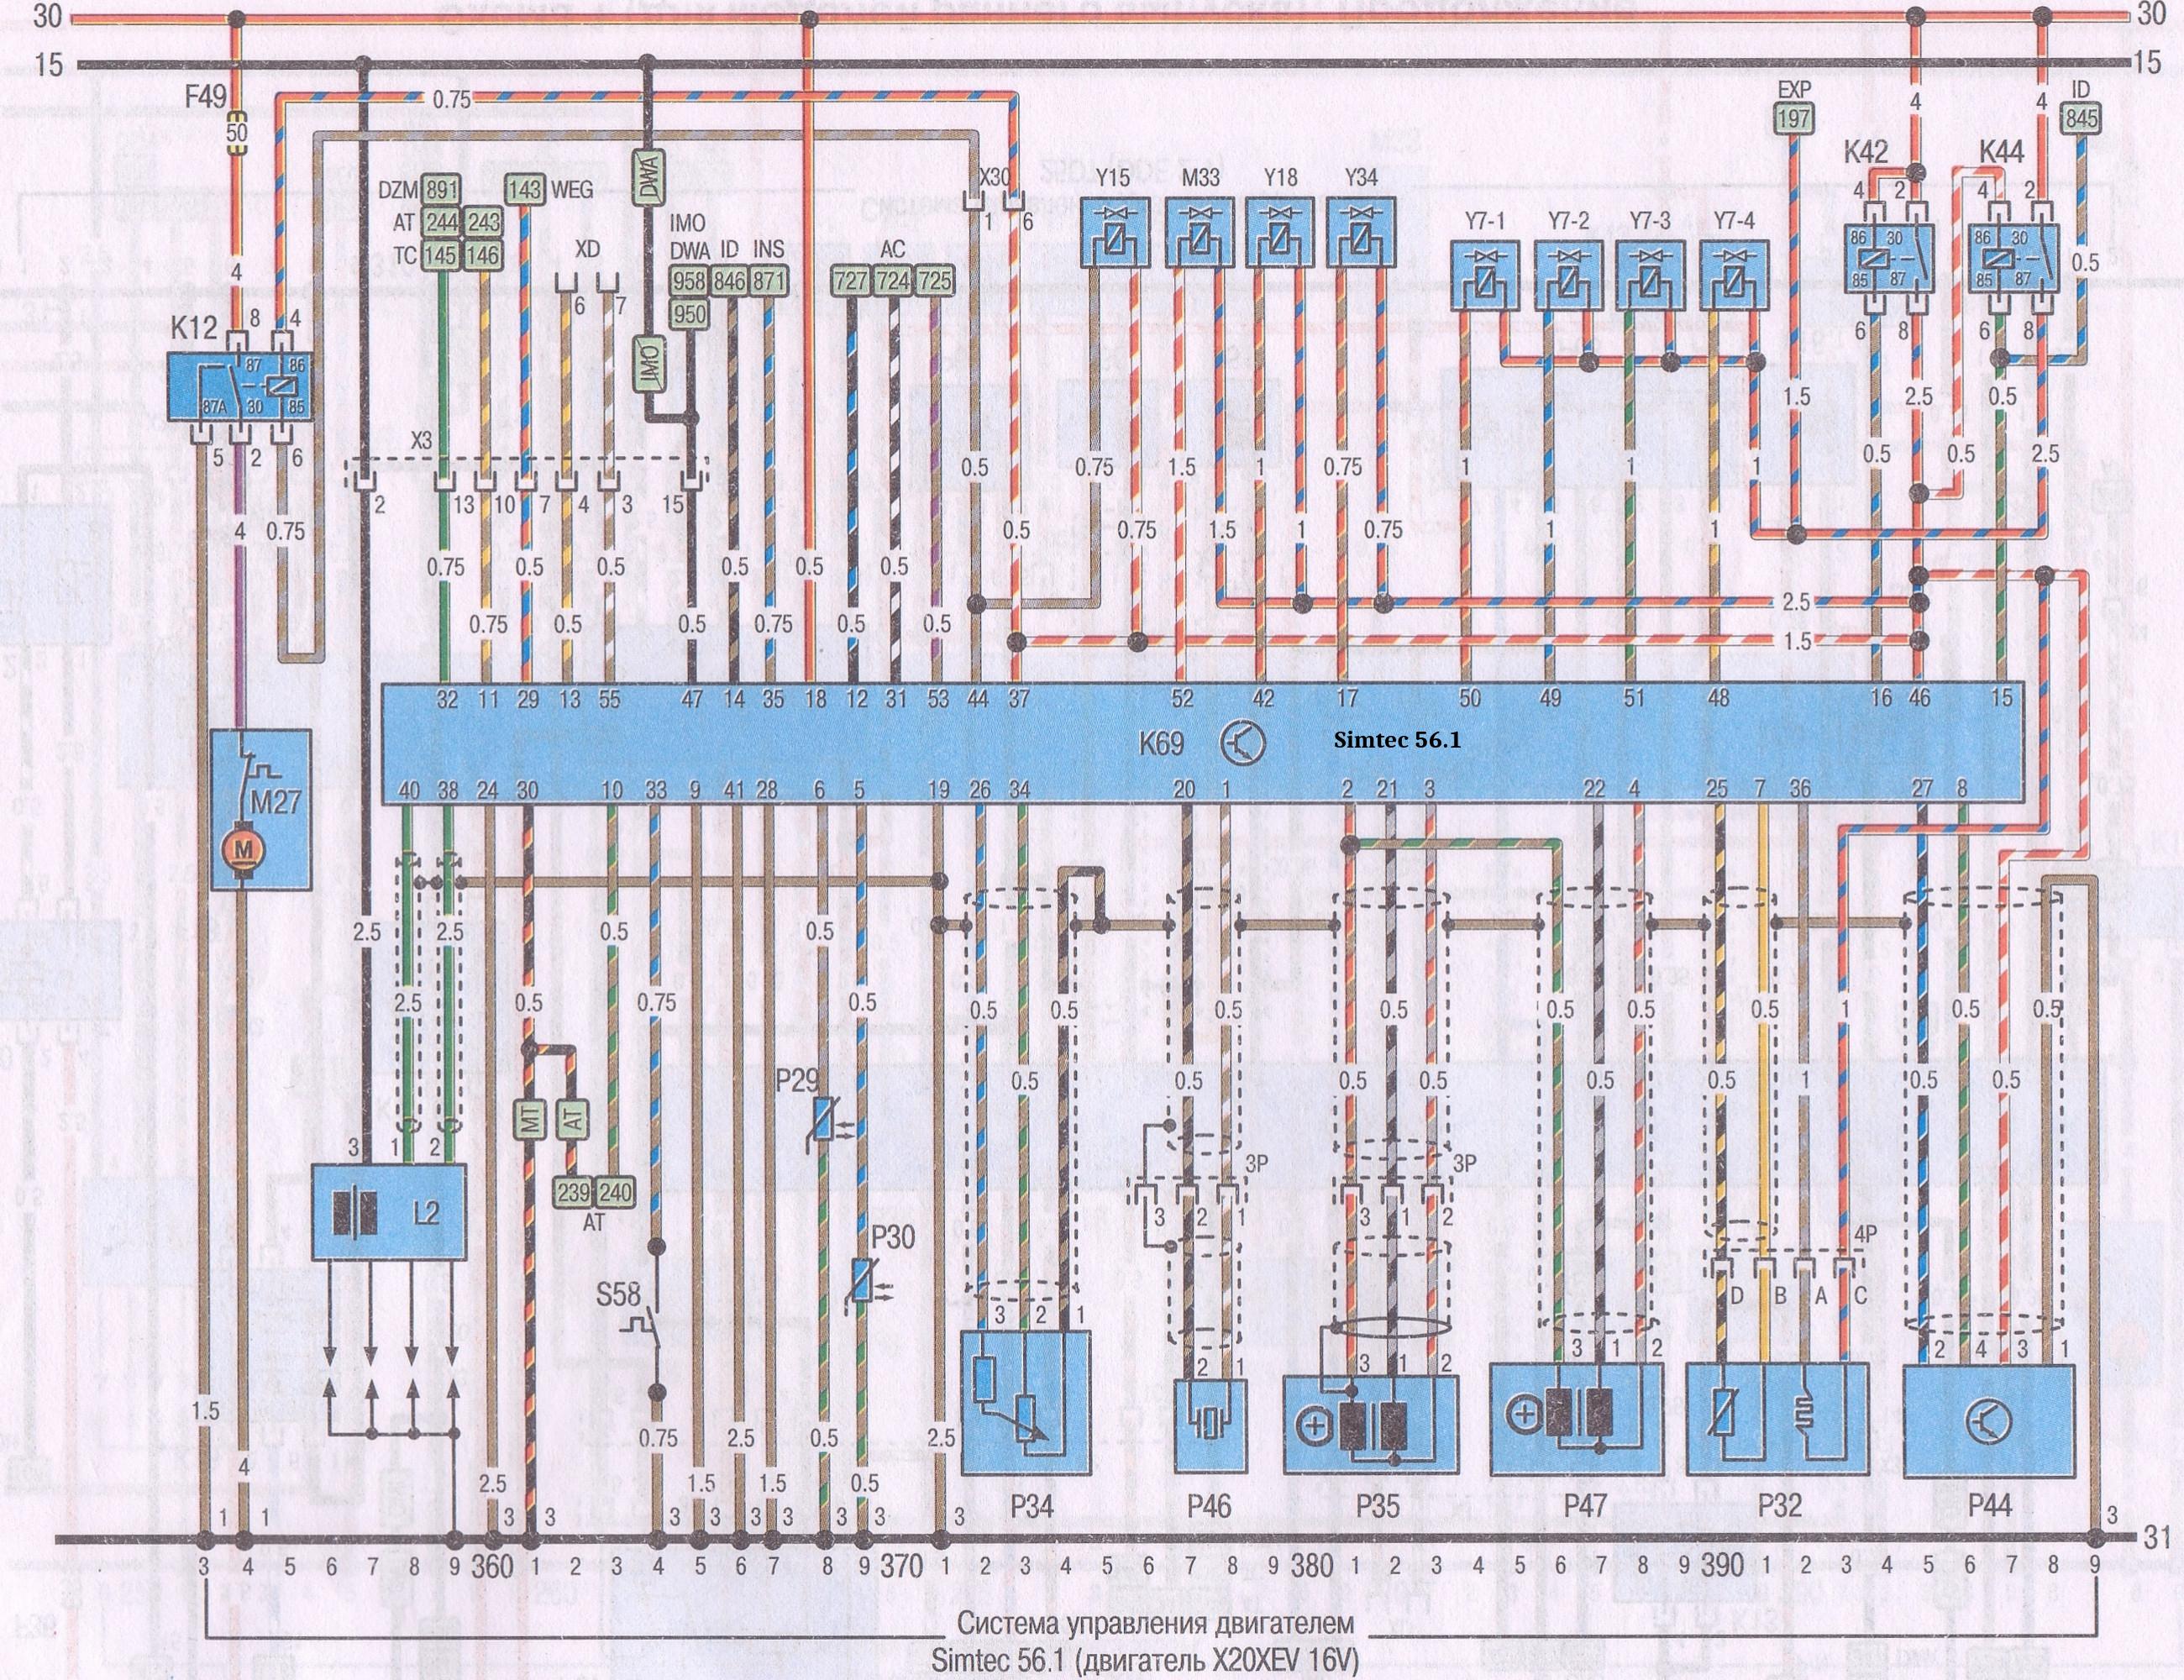 30 30
15 15
F49 50 0.75
EXP 197 ID 845
4 4
K42 K44
DZM 891 143 WEG
AT 244 243
TC 145 146
DWA
XD
IMO
DWA ID INS AC
958 846 871 727 724 725
950
X30 1 6
Y15 M33 Y18 Y34
Y7-1 Y7-2 Y7-3 Y7-4
4 2 4 2
86 30 86 30
85 87 85 87
6 8 6 8
0.5
4
K12 8 4
87 86
87A 30 85
5 2 6
6 7
IMO
X3
2 13 10 7 4 3 15
1.5 2.5 0.5
0.5 0.75 1.5 1 0.75 1 1 0.5 0.5 2.5
4 0.75 0.5 0.75 1.5 1 0.75 1 1
0.75 0.5 0.5 0.5 0.5 0.5
0.75 0.5 0.5 0.75 0.5 0.5
2.5
1.5
32 11 29 13 55 47 14 35 18 12 31 53 44 37 52 42 17 50 49 51 48 16 46 15
K69 Simtec 56.1
40 38 24 30 10 33 9 41 28 6 5 19 26 34 20 1 2 21 3 22 4 25 7 36 27 8
M27
M
2.5 2.5 0.5 0.5
2.5 0.5 0.75 0.5 0.5 0.5 0.5 0.5 0.5 0.5 0.5 1 0.5 0.5
0.5 0.5 0.5 0.5 0.5 0.5 1 0.5 0.5
P29
MT AT
3 1 2
L2
239 240
AT
3P 3P
3 2 1 3 1 2
P30
4P
D B A C
S58
3 2 1
2 1 3 1 2 3 1 2 2 4 3 1
1.5
0.75 2.5 0.5 2.5
4 2.5 1.5 1.5 0.5
P34 P46 P35 P47 P32 P44
1 1 3 3 3 3 3 3 3 3 3 3
31
3 4 5 6 7 8 9 360 1 2 3 4 5 6 7 8 9 370 1 2 3 4 5 6 7 8 9 380 1 2 3 4 5 6 7 8 9 390 1 2 3 4 5 6 7 8 9
Система управления двигателем
Simtec 56.1 (двигатель X20XEV 16V)